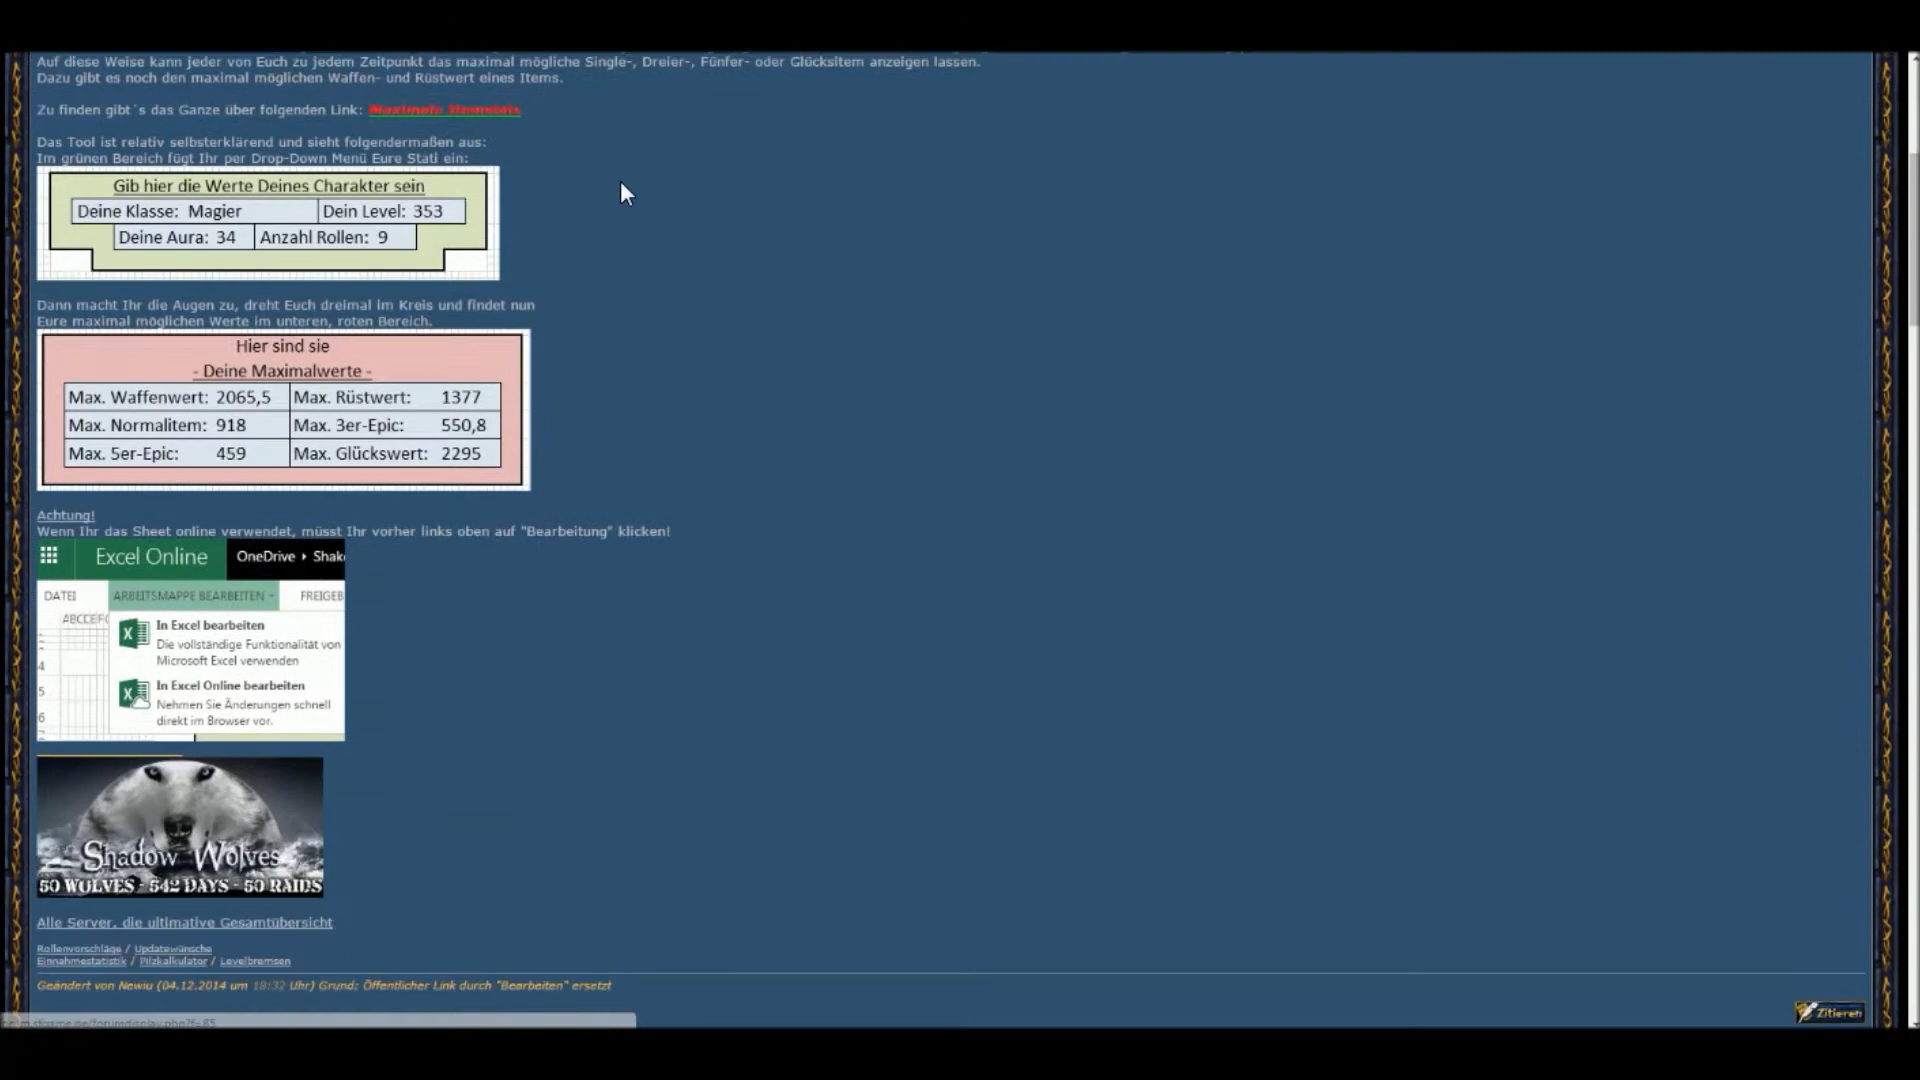 Auf diese Weise kann jeder von Euch zu jedem Zeitpunkt das maximal mögliche Single-, Dreier-, Fünfer- oder Glücksitem anzeigen lassen.
Dazu gibt es noch den maximal möglichen Waffen- und Rüstwert eines Items.
Zu finden gibt´s das Ganze über folgenden Link: Maximale Itemstats
Das Tool ist relativ selbsterklärend und sieht folgendermaßen aus:
Im grünen Bereich fügt Ihr per Drop-Down Menü Eure Stati ein:
Gib hier die Werte Deines Charakter sein
Deine Klasse: Magier Dein Level: 353
Deine Aura: 34 Anzahl Rollen: 9
Dann macht Ihr die Augen zu, dreht Euch dreimal im Kreis und findet nun
Eure maximal möglichen Werte im unteren, roten Bereich.
Hier sind sie
- Deine Maximalwerte -
Max. Waffenwert: 2065,5 Max. Rüstwert: 1377
Max. Normalitem: 918 Max. 3er-Epic: 550,8
Max. 5er-Epic: 459 Max. Glückswert: 2295
Achtung!
Wenn Ihr das Sheet online verwendet, müsst Ihr vorher links oben auf "Bearbeitung" klicken!
Excel Online OneDrive ▸ Shak
DATEI ARBEITSMAPPE BEARBEITEN FREIGEB
ABCDEFG
In Excel bearbeiten
Die vollständige Funktionalität von
4 Microsoft Excel verwenden
5 In Excel Online bearbeiten
Nehmen Sie Änderungen schnell
6 direkt im Browser vor.
Shadow Wolves
50 WOLVES - 542 DAYS - 50 RAIDS
Alle Server, die ultimative Gesamtübersicht
Rollenvorschläge / Updatewünsche
Einnahmestatistik / Pilzkalkulator / Levelbremsen
Geändert von Newiu (04.12.2014 um 18:32 Uhr) Grund: Öffentlicher Link durch "Bearbeiten" ersetzt
Zitieren